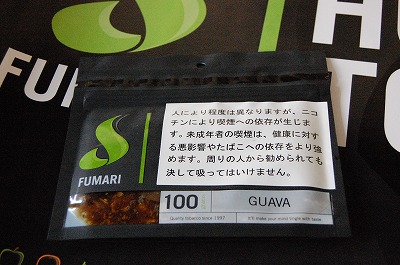 FUM
人により程度は異なりますが、ニコ
チンにより喫煙への依存が生じま
す。未成年者の喫煙は、健康に対す
る悪影響やたばこへの依存をより強
めます。周りの人から勧められても
決して吸ってはいけません。
FUMARI
100
GUAVA
Quality tobacco since 1997